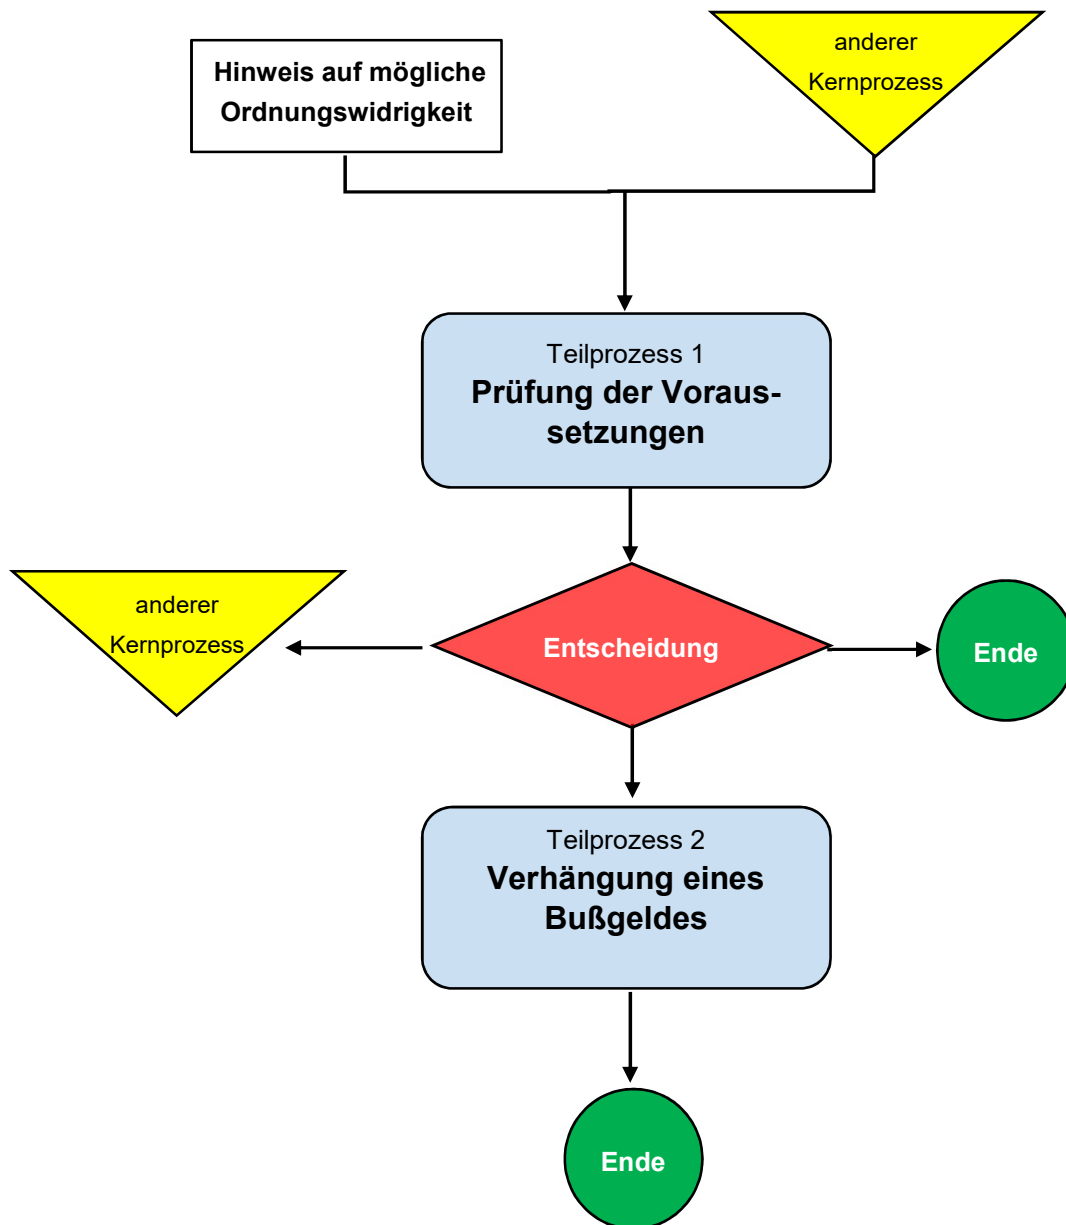 Hinweis auf mögliche
Ordnungswidrigkeit
anderer
Kernprozess
Teilprozess 1
Prüfung der Voraus-
setzungen
anderer
Kernprozess
Entscheidung
Ende
Teilprozess 2
Verhängung eines
Bußgeldes
Ende